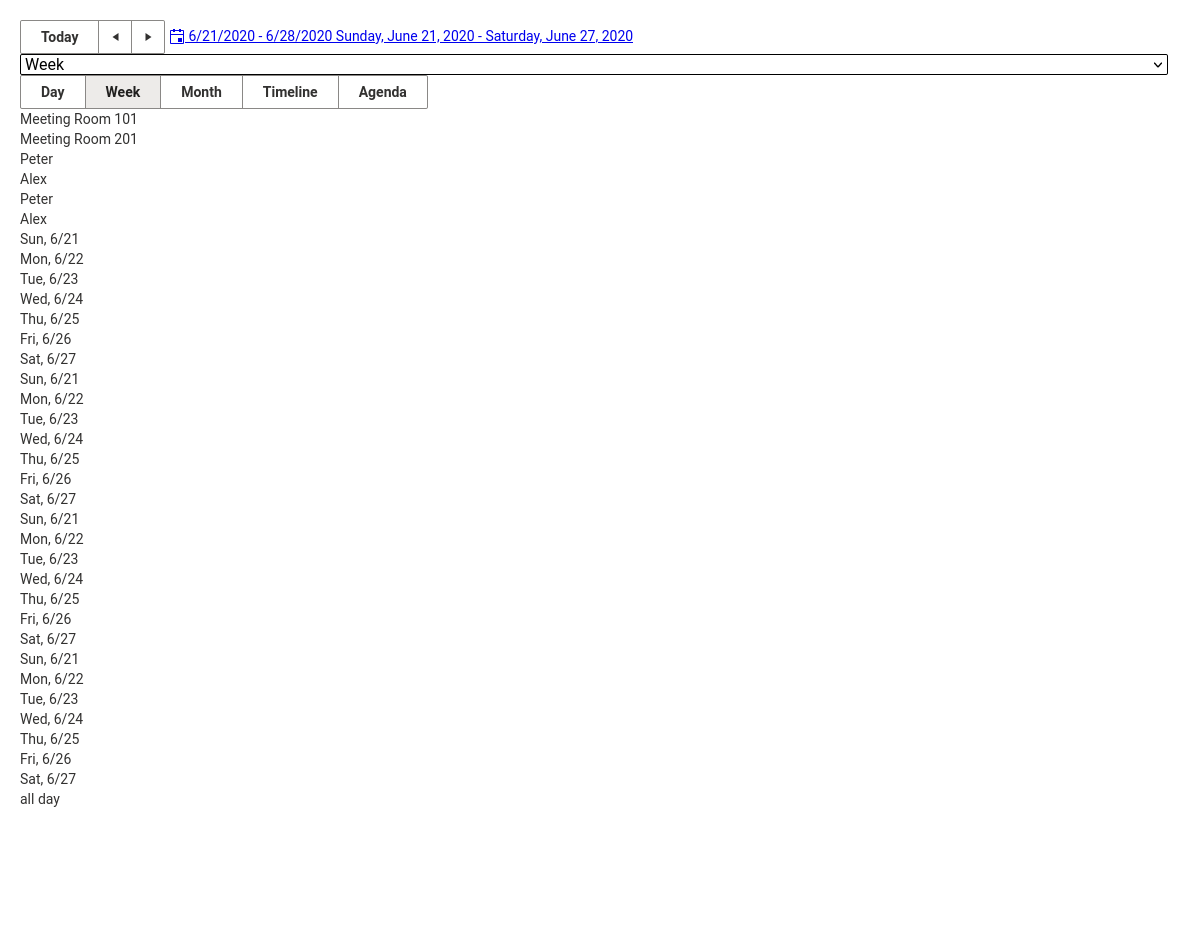 Today 6/21/2020 - 6/28/2020 Sunday, June 21, 2020 - Saturday, June 27, 2020
Week
Day Week Month Timeline Agenda
Meeting Room 101
Meeting Room 201
Peter
Alex
Peter
Alex
Sun, 6/21
Mon, 6/22
Tue, 6/23
Wed, 6/24
Thu, 6/25
Fri, 6/26
Sat, 6/27
Sun, 6/21
Mon, 6/22
Tue, 6/23
Wed, 6/24
Thu, 6/25
Fri, 6/26
Sat, 6/27
Sun, 6/21
Mon, 6/22
Tue, 6/23
Wed, 6/24
Thu, 6/25
Fri, 6/26
Sat, 6/27
Sun, 6/21
Mon, 6/22
Tue, 6/23
Wed, 6/24
Thu, 6/25
Fri, 6/26
Sat, 6/27
all day